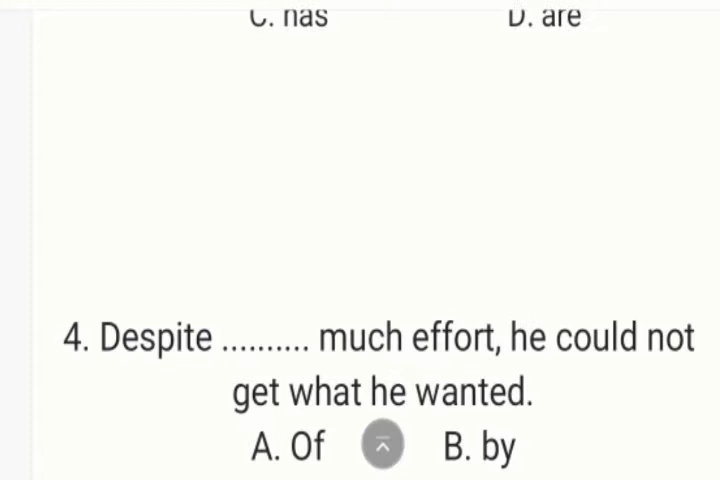 C. has D. are
4. Despite .......... much effort, he could not
get what he wanted.
A. Of B. by